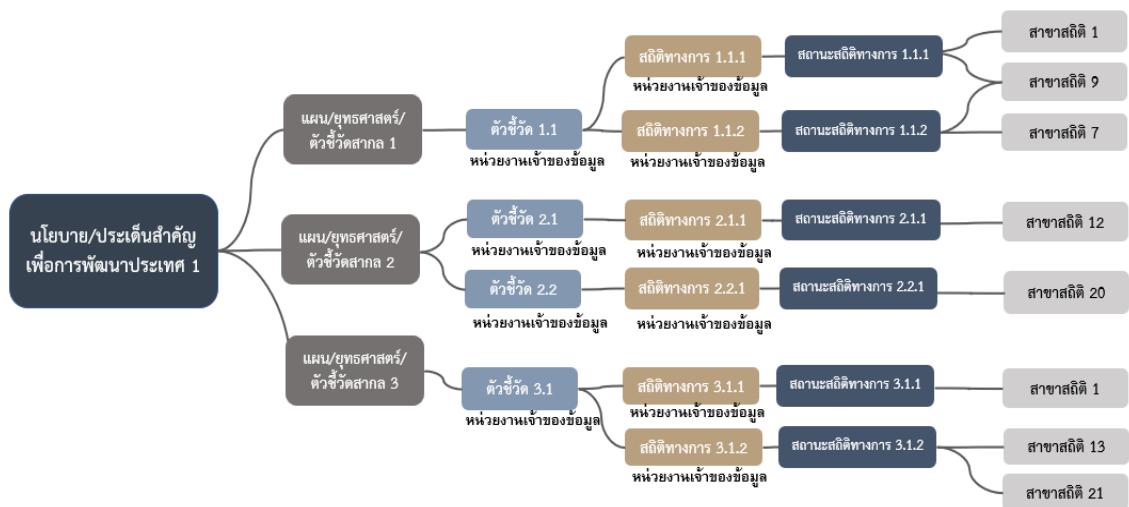 นโยบาย/ประเด็นสำคัญ
เพื่อการพัฒนาประเทศ 1
แผน/ยุทธศาสตร์/
ตัวชี้วัดสากล 1
ตัวชี้วัด 1.1
หน่วยงานเจ้าของข้อมูล
สถิติทางการ 1.1.1
หน่วยงานเจ้าของข้อมูล
สถานะสถิติทางการ 1.1.1
สาขาสถิติ 1
สาขาสถิติ 9
สถิติทางการ 1.1.2
หน่วยงานเจ้าของข้อมูล
สถานะสถิติทางการ 1.1.2
สาขาสถิติ 7
แผน/ยุทธศาสตร์/
ตัวชี้วัดสากล 2
ตัวชี้วัด 2.1
หน่วยงานเจ้าของข้อมูล
สถิติทางการ 2.1.1
หน่วยงานเจ้าของข้อมูล
สถานะสถิติทางการ 2.1.1
สาขาสถิติ 12
ตัวชี้วัด 2.2
หน่วยงานเจ้าของข้อมูล
สถิติทางการ 2.2.1
หน่วยงานเจ้าของข้อมูล
สถานะสถิติทางการ 2.2.1
สาขาสถิติ 20
แผน/ยุทธศาสตร์/
ตัวชี้วัดสากล 3
ตัวชี้วัด 3.1
หน่วยงานเจ้าของข้อมูล
สถิติทางการ 3.1.1
หน่วยงานเจ้าของข้อมูล
สถานะสถิติทางการ 3.1.1
สาขาสถิติ 1
สถิติทางการ 3.1.2
หน่วยงานเจ้าของข้อมูล
สถานะสถิติทางการ 3.1.2
สาขาสถิติ 13
สาขาสถิติ 21